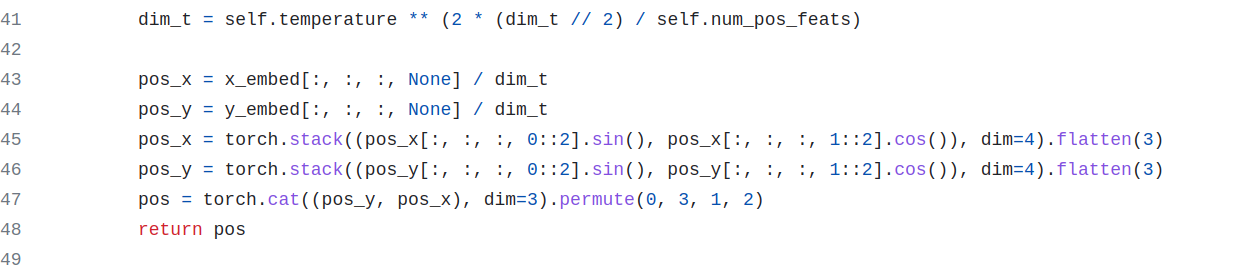 41 dim_t = self.temperature ** (2 * (dim_t // 2) / self.num_pos_feats)
42
43 pos_x = x_embed[:, :, :, None] / dim_t
44 pos_y = y_embed[:, :, :, None] / dim_t
45 pos_x = torch.stack((pos_x[:, :, :, 0::2].sin(), pos_x[:, :, :, 1::2].cos()), dim=4).flatten(3)
46 pos_y = torch.stack((pos_y[:, :, :, 0::2].sin(), pos_y[:, :, :, 1::2].cos()), dim=4).flatten(3)
47 pos = torch.cat((pos_y, pos_x), dim=3).permute(0, 3, 1, 2)
48 return pos
49